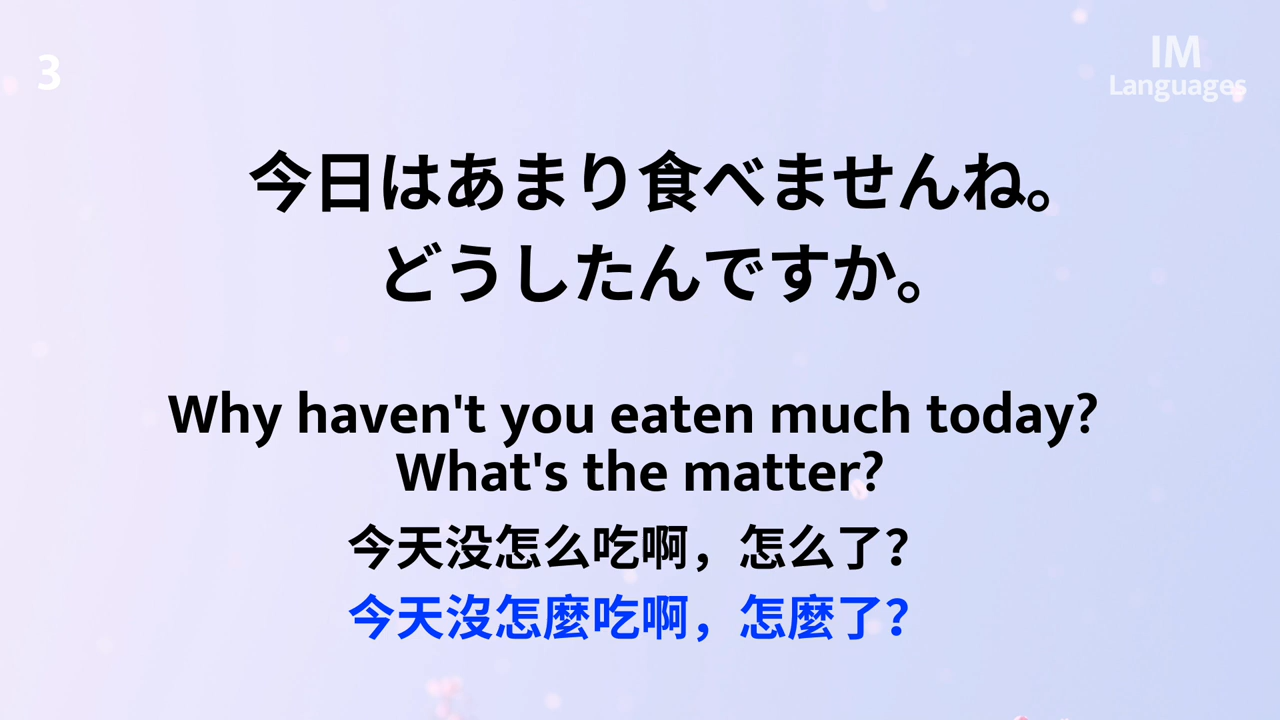 3
IM
Languages
今日はあまり食べませんね。
どうしたんですか。
Why haven't you eaten much today?
What's the matter?
今天没怎么吃啊，怎么了？
今天沒怎麼吃啊，怎麼了？